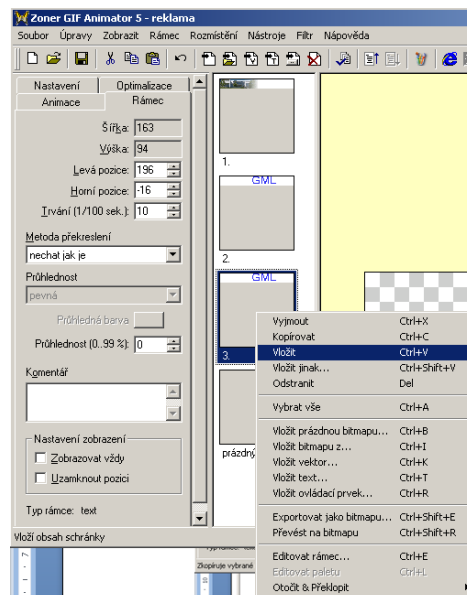 Zoner GIF Animator 5 - reklama
Soubor Úpravy Zobrazit Rámec Rozmístění Nástroje Filtr Nápověda
Nastavení Optimalizace
Animace Rámec
Šířka: 163
Výška: 94
Levá pozice: 196
Horní pozice: -16
Trvání (1/100 sek.): 10
Metoda překreslení
nechat jak je
Průhlednost
pevná
Průhledná barva
Průhlednost (0..99 %): 0
Komentář
Nastavení zobrazení
Zobrazovat vždy
Uzamknout pozici
Typ rámce: text
Vloží obsah schránky
1.
GML
2.
GML
3.
prázdný
Vyjmout Ctrl+X
Kopírovat Ctrl+C
Vložit Ctrl+V
Vložit jinak... Ctrl+Shift+V
Odstranit Del
Vybrat vše Ctrl+A
Vložit prázdnou bitmapu... Ctrl+B
Vložit bitmapu z... Ctrl+I
Vložit vektor... Ctrl+K
Vložit text... Ctrl+T
Vložit ovládací prvek... Ctrl+R
Exportovat jako bitmapu... Ctrl+Shift+E
Převést na bitmapu Ctrl+Shift+R
Editovat rámec... Ctrl+E
Editovat paletu Ctrl+L
Otočit & Překlopit
Zkopíruje vybrané